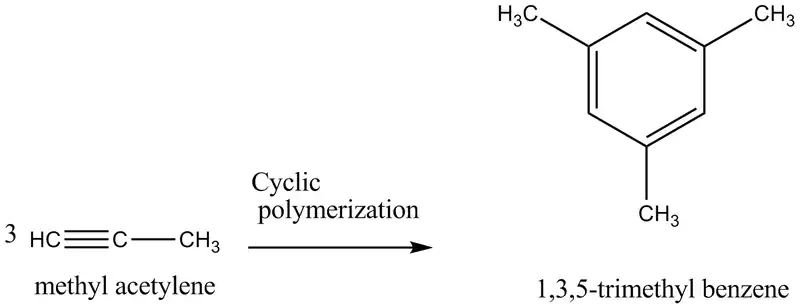 H₃C
CH₃
CH₃
Cyclic
polymerization
3 HC≡C—CH₃
methyl acetylene
1,3,5-trimethyl benzene